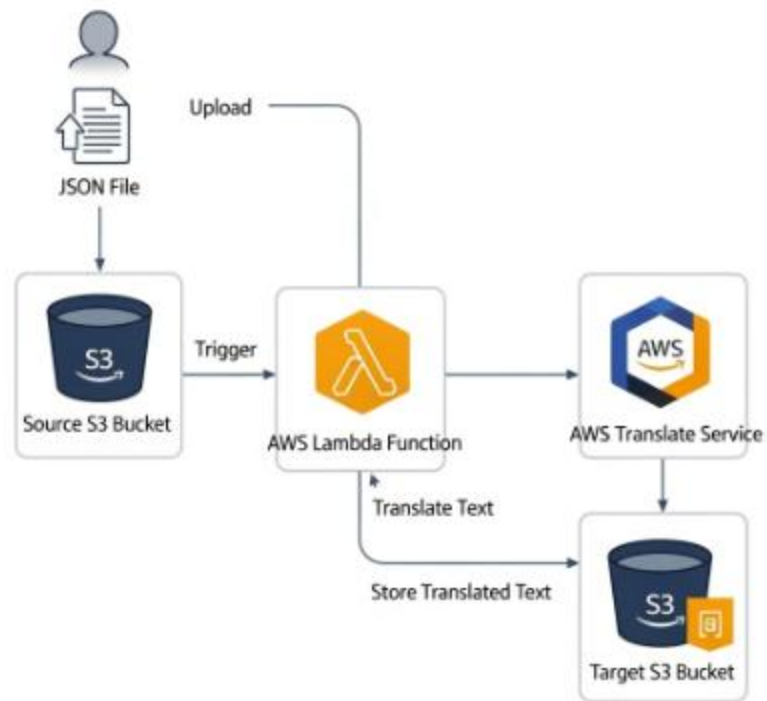 Upload
JSON File
S3
Source S3 Bucket
Trigger
AWS Lambda Function
AWS
AWS Translate Service
Translate Text
Store Translated Text
S3
Target S3 Bucket